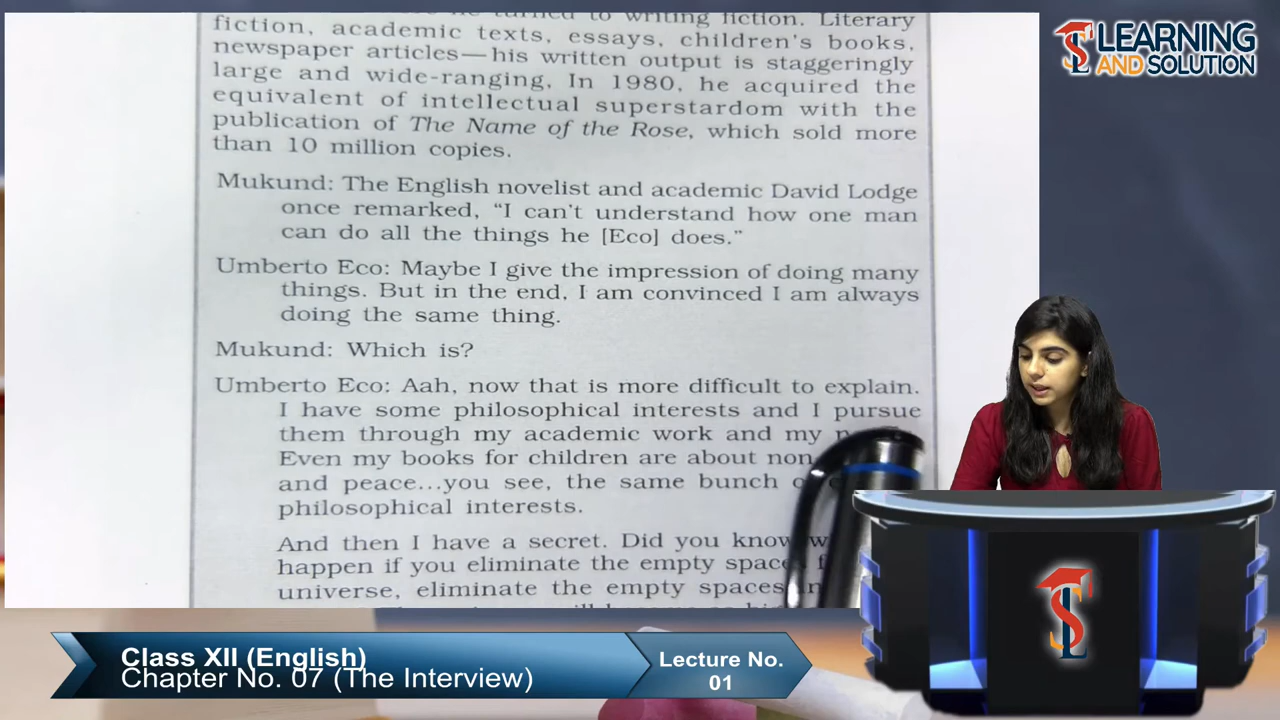 turned to writing fiction. Literary
fiction, academic texts, essays, children's books,
newspaper articles—his written output is staggeringly
large and wide-ranging, In 1980, he acquired the
equivalent of intellectual superstardom with the
publication of The Name of the Rose, which sold more
than 10 million copies.
Mukund: The English novelist and academic David Lodge
once remarked, "I can't understand how one man
can do all the things he [Eco] does."
Umberto Eco: Maybe I give the impression of doing many
things. But in the end, I am convinced I am always
doing the same thing.
Mukund: Which is?
Umberto Eco: Aah, now that is more difficult to explain.
I have some philosophical interests and I pursue
them through my academic work and my
Even my books for children are about non
and peace...you see, the same bunch
philosophical interests.
And then I have a secret. Did you know
happen if you eliminate the empty
universe, eliminate the empty spaces
LEARNING
AND SOLUTION
Class XII (English)
Chapter No. 07 (The Interview)
Lecture No.
01